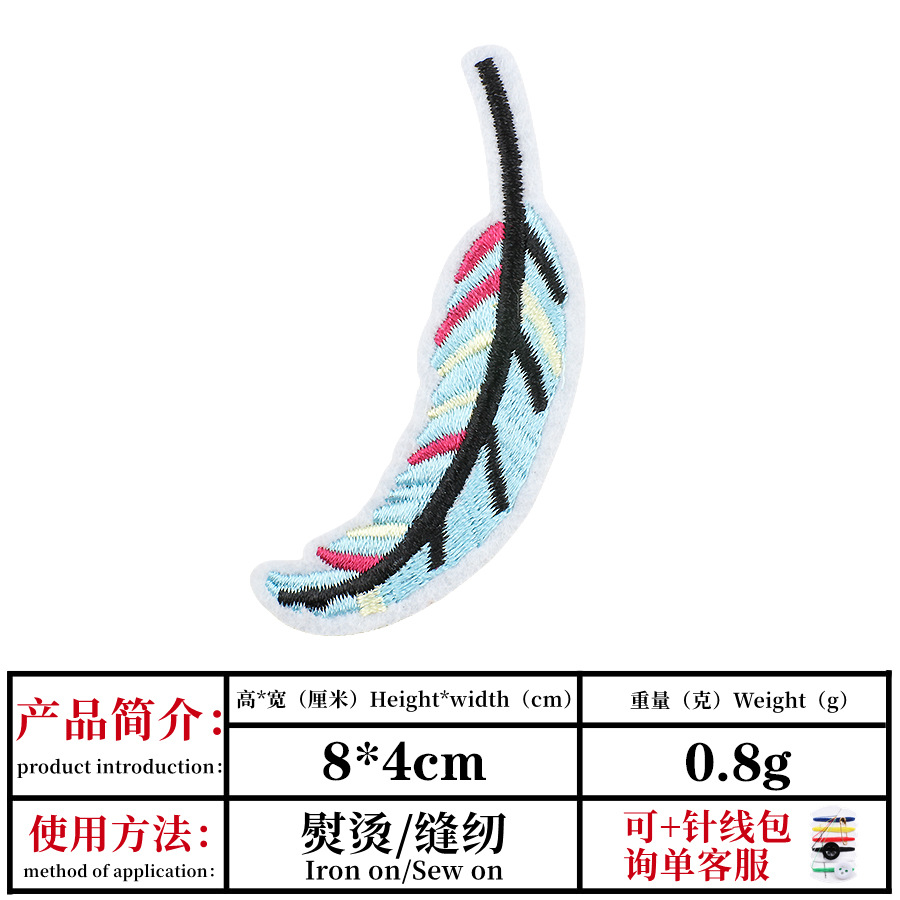 产品简介：
product introduction:
高*宽（厘米）Height*width（cm）
8*4cm
重量（克）Weight（g）
0.8g
使用方法：
method of application:
熨烫/缝纫
Iron on/Sew on
可+针线包
询单客服